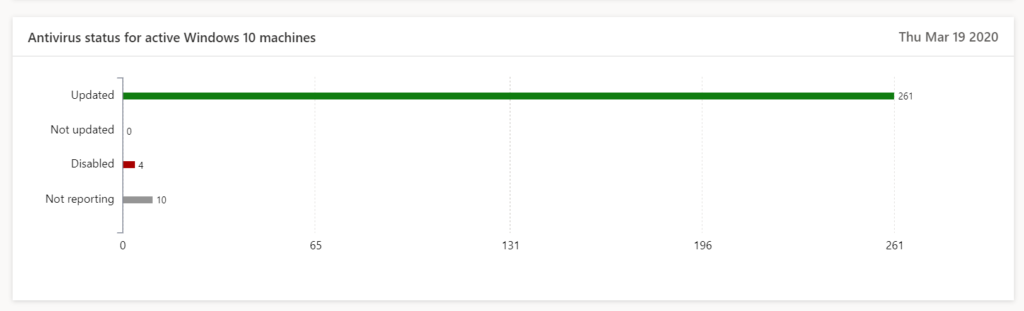 Antivirus status for active Windows 10 machines Thu Mar 19 2020
Updated 261
Not updated 0
Disabled 4
Not reporting 10
0 65 131 196 261